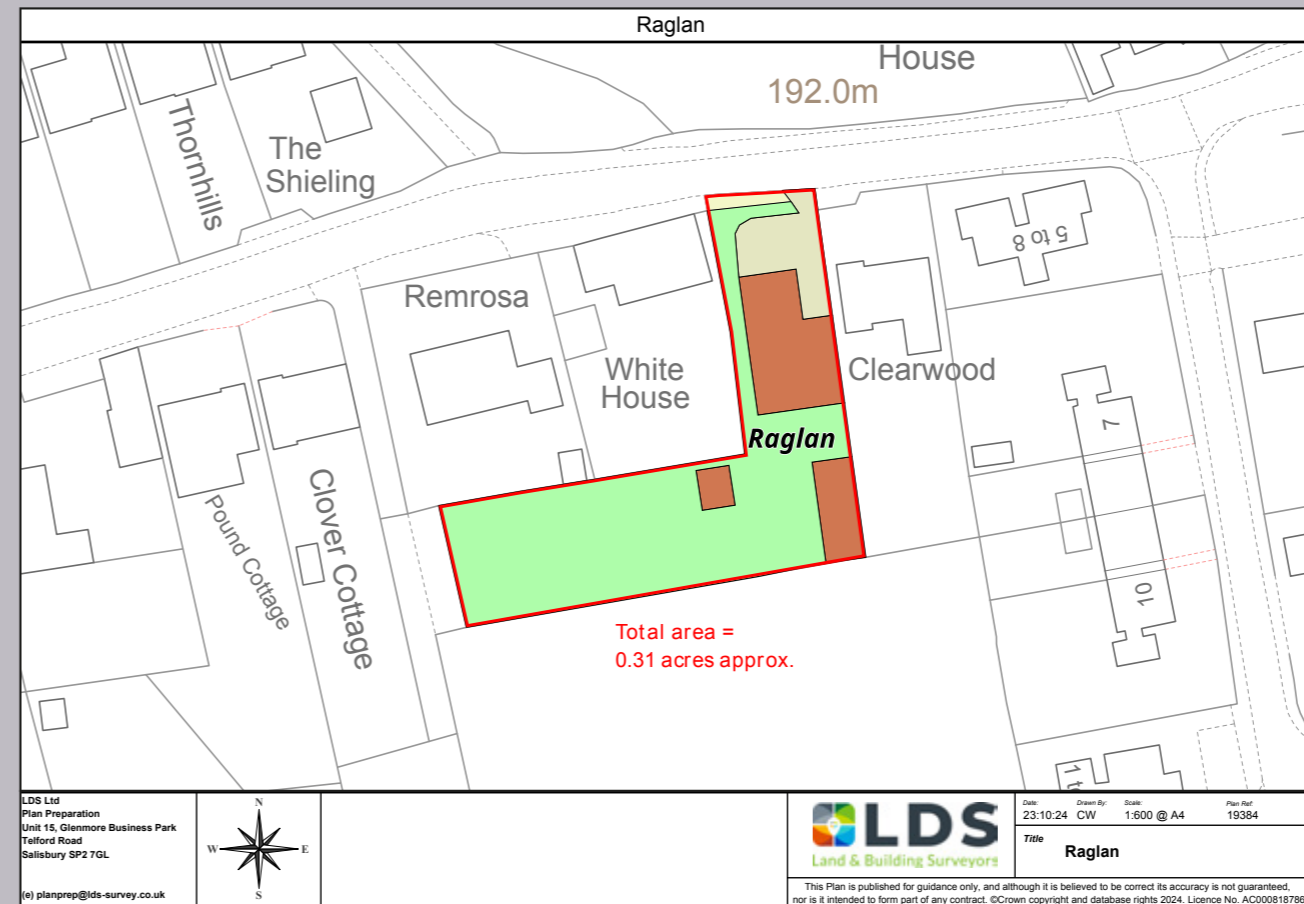 Raglan
House
192.0m
Thornhills
The
Shieling
5 to 8
Remrosa
White
House
Clearwood
7
Raglan
Clover Cottage
Pound Cottage
10
Total area =
0.31 acres approx.
1 to
LDS Ltd
Plan Preparation
Unit 15, Glenmore Business Park
Telford Road
Salisbury SP2 7GL
(e) planprep@lds-survey.co.uk
N
W
E
S
LDS
Land & Building Surveyors
Date: Drawn By: Scale: Plan Ref:
23:10:24 CW 1:600 @ A4 19384
Title
Raglan
This Plan is published for guidance only, and although it is believed to be correct its accuracy is not guaranteed,
nor is it intended to form part of any contract. ©Crown copyright and database rights 2024. Licence No. AC000818786